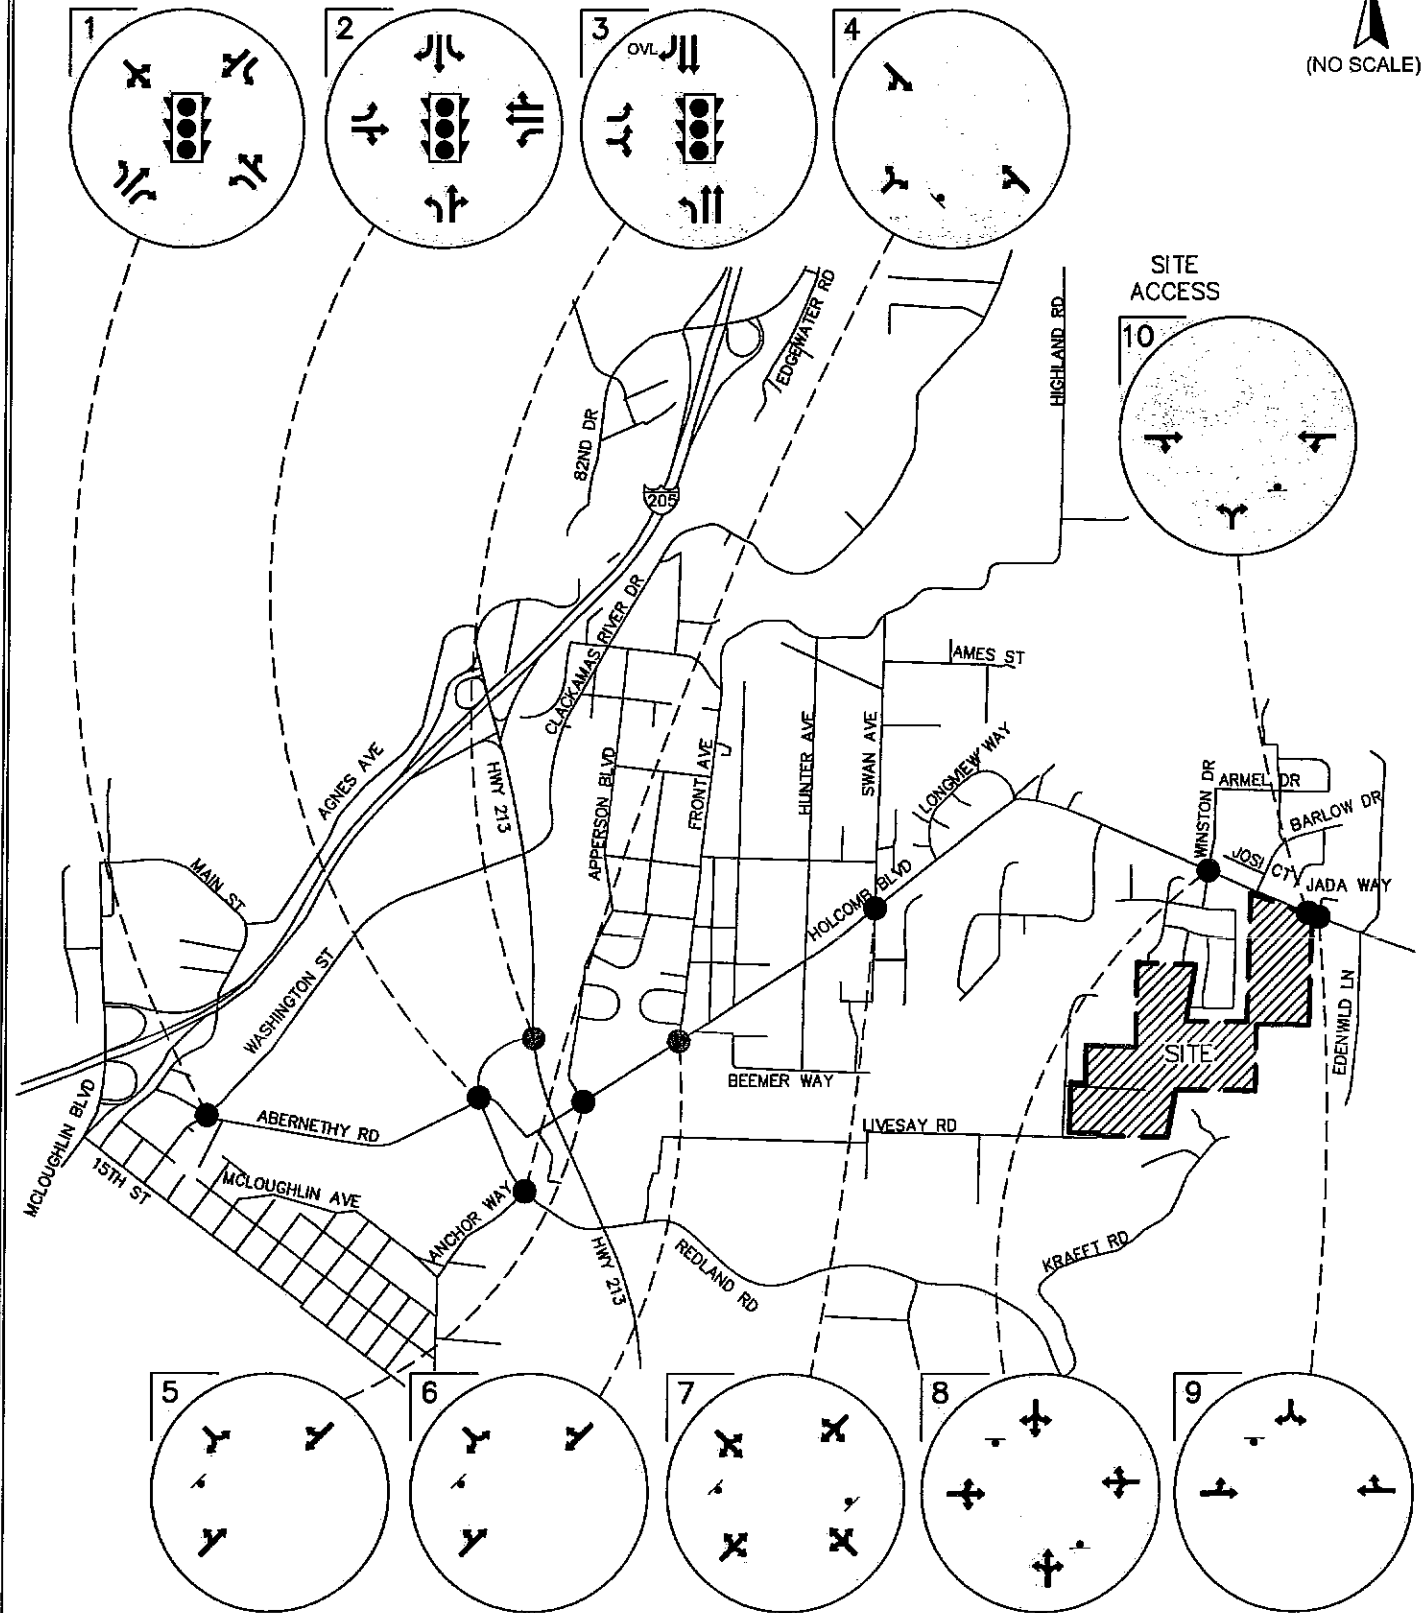 1
2
3
OVL
4
(NO SCALE)
SITE
ACCESS
10
EDGEWATER RD
HIGHLAND RD
82ND DR
205
CLACKAMAS RIVER DR
AMES ST
AGNES AVE
HWY 213
APPERSON BLVD
FRONT AVE
HUNTER AVE
SWAN AVE
LONGVIEW WAY
WINSTON DR
ARMEL DR
BARLOW DR
JOSI CT
JADA WAY
MAIN ST
HOLCOMB BLVD
WASHINGTON ST
EDENWILD LN
SITE
BEEMER WAY
MCLOUGHLIN BLVD
ABERNETHY RD
LIVESAY RD
15TH ST
MCLOUGHLIN AVE
ANCHOR WAY
HWY 213
REDLAND RD
KRAFFT RD
5
6
7
8
9